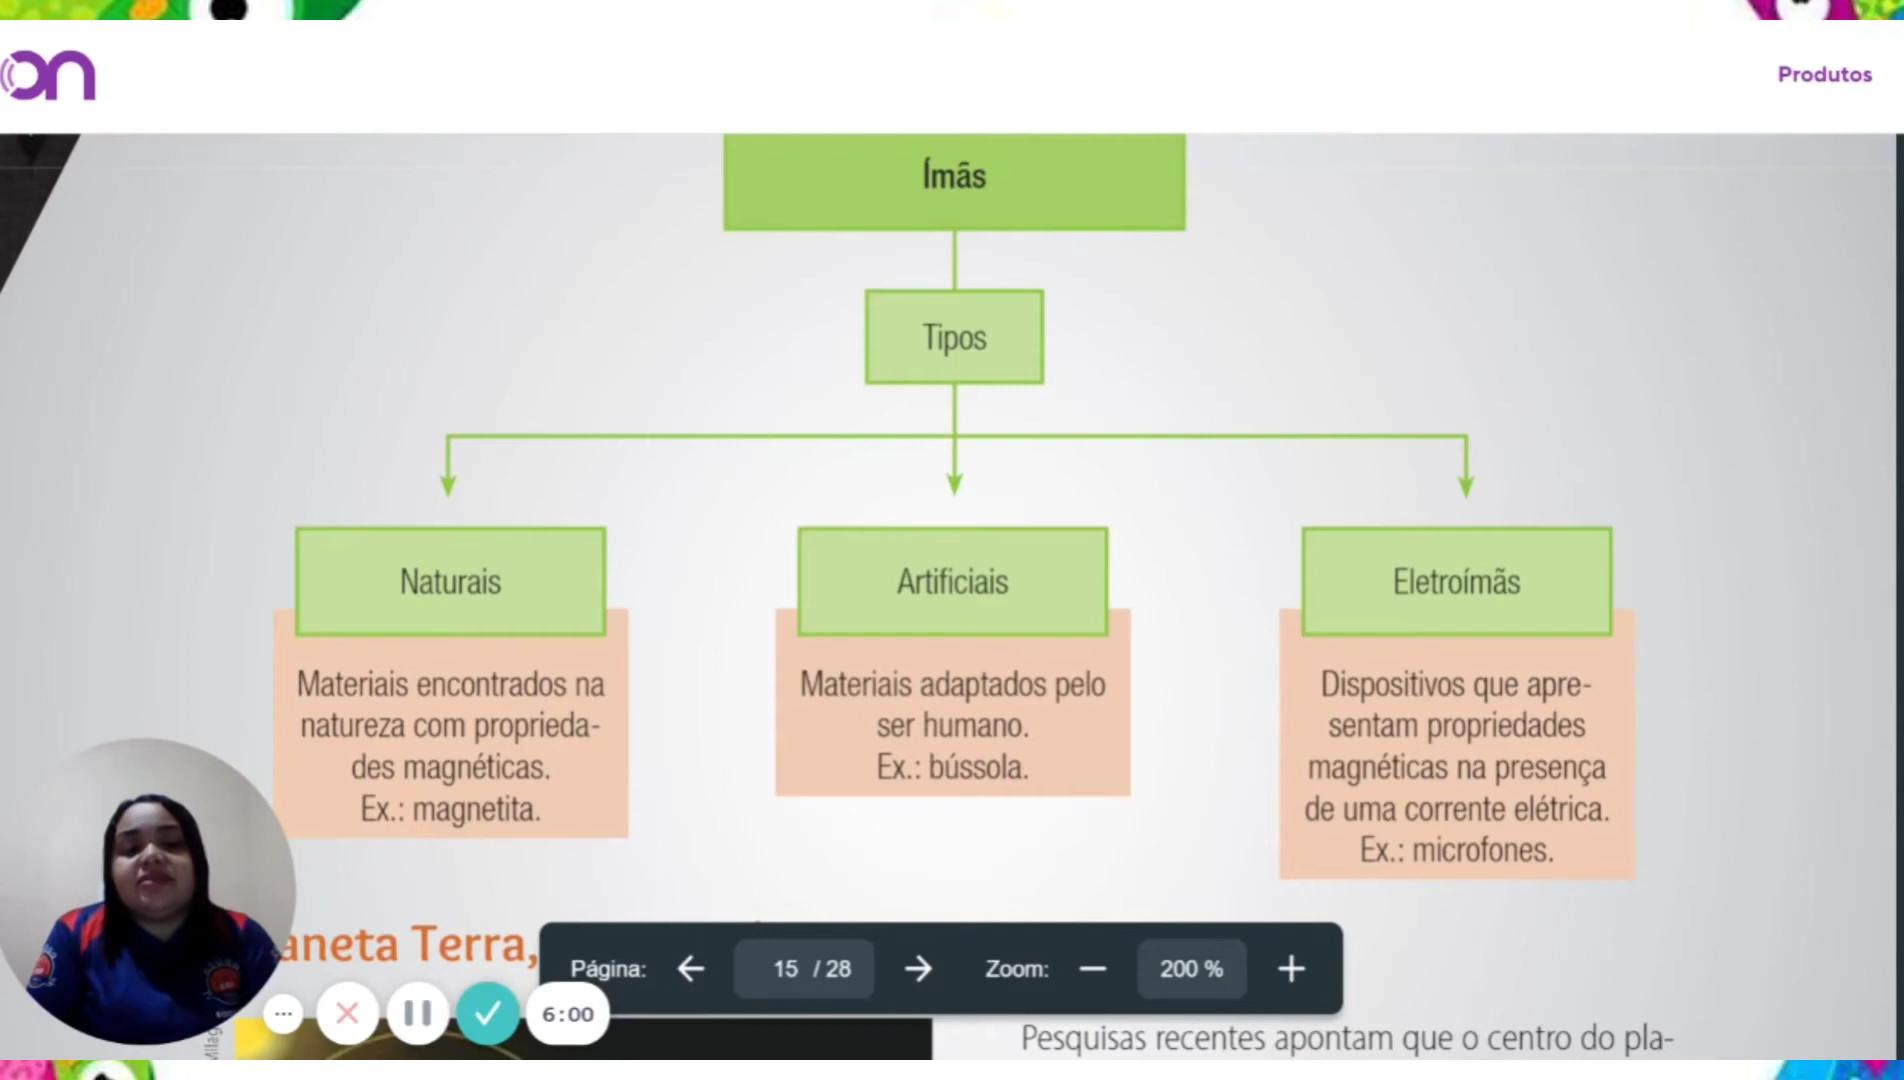 on
Produtos
Ímãs
Tipos
Naturais
Materiais encontrados na
natureza com proprieda-
des magnéticas.
Ex.: magnetita.
Artificiais
Materiais adaptados pelo
ser humano.
Ex.: bússola.
Eletroímãs
Dispositivos que apre-
sentam propriedades
magnéticas na presença
de uma corrente elétrica.
Ex.: microfones.
aneta Terra,
Página: 15 / 28 Zoom: 200 %
6:00
Pesquisas recentes apontam que o centro do pla-